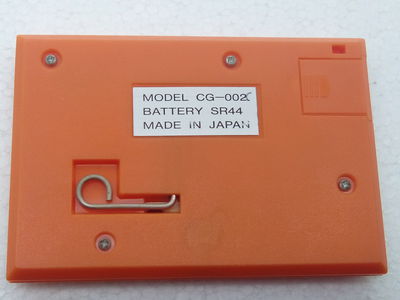 MODEL CG-002
BATTERY SR44
MADE IN JAPAN